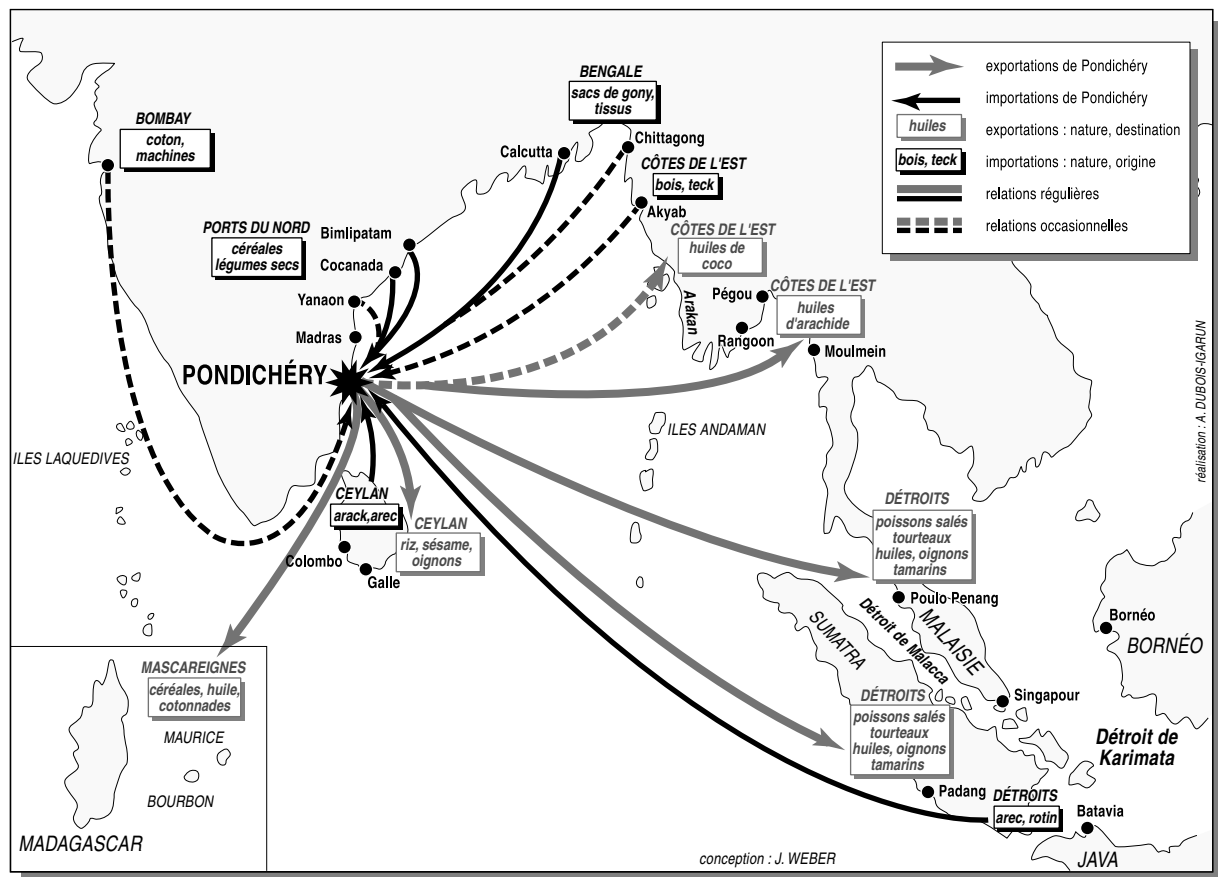 exportations de Pondichéry
importations de Pondichéry
huiles
exportations : nature, destination
bois, teck
importations : nature, origine
relations régulières
relations occasionnelles
BENGALE
sacs de gony,
tissus
BOMBAY
coton,
machines
Calcutta
Chittagong
CÔTES DE L'EST
bois, teck
Akyab
PORTS DU NORD
céréales
légumes secs
Bimlipatam
Cocanada
Yanaon
Madras
CÔTES DE L'EST
huiles de
coco
Arakan
Pégou
Rangoon
CÔTES DE L'EST
huiles
d'arachide
Moulmein
PONDICHÉRY
ILES LAQUEDIVES
ILES ANDAMAN
CEYLAN
arack,arec
CEYLAN
riz, sésame,
oignons
Colombo
Galle
DÉTROITS
poissons salés
tourteaux
huiles, oignons
tamarins
Poulo Penang
Détroit de Malacca
MALAISIE
SUMATRA
Bornéo
BORNÉO
Singapour
DÉTROITS
poissons salés
tourteaux
huiles, oignons
tamarins
Détroit de
Karimata
Padang
DÉTROITS
arec, rotin
Batavia
JAVA
MASCAREIGNES
céréales, huile,
cotonnades
MAURICE
BOURBON
MADAGASCAR
conception : J. WEBER
réalisation : A. DUBOIS-IGARUN